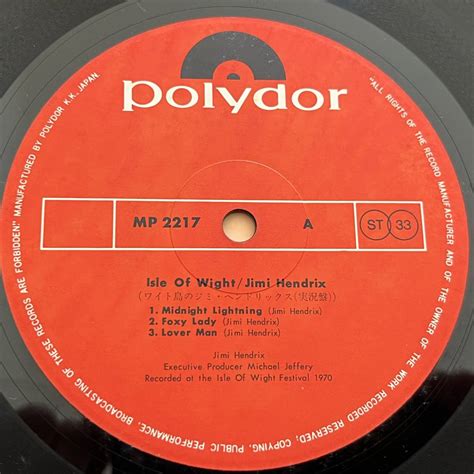 polydor
MP 2217
A
ST 33
Isle Of Wight/Jimi Hendrix
(ワイト島のジミ・ヘンドリックス(実況盤))
1. Midnight Lightning (Jimi Hendrix)
2. Foxy Lady (Jimi Hendrix)
3. Lover Man (Jimi Hendrix)
Jimi Hendrix
Executive Producer Michael Jeffery
Recorded at the Isle Of Wight Festival 1970
"ALL RIGHTS OF THE RECORD MANUFACTURER AND OF THE OWNER OF THE WORK RECORDED RESERVED; COPYING, PUBLIC PERFORMANCE, BROADCASTING OF THESE RECORDS ARE FORBIDDEN" MANUFACTURED BY POLYDOR K.K. JAPAN.